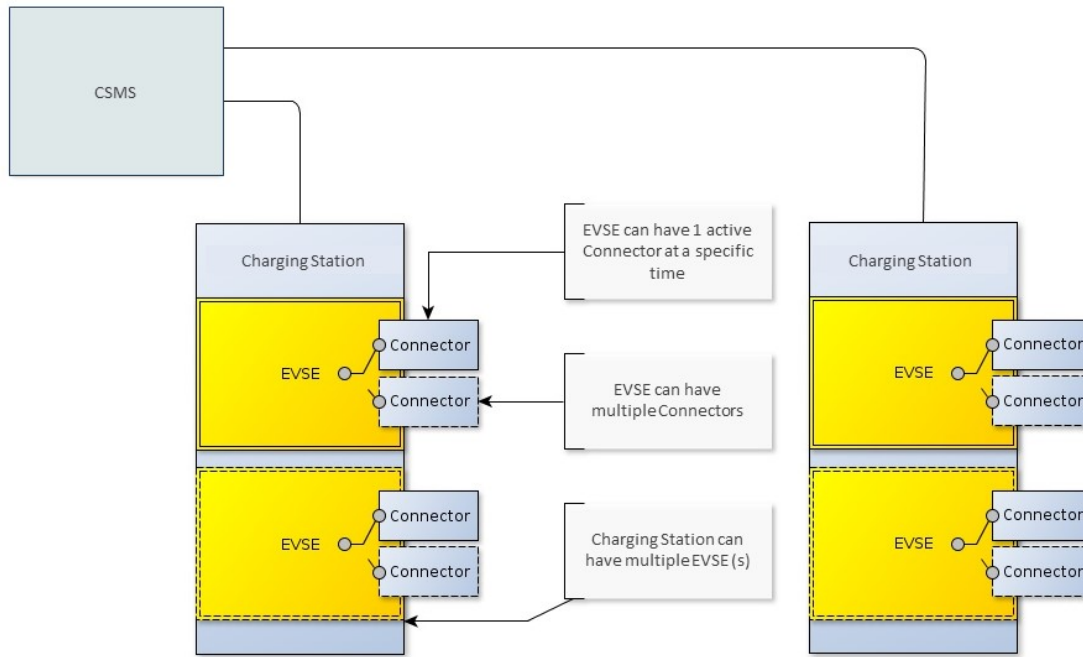 CSMS
Charging Station
EVSE
Connector
Connector
EVSE
Connector
Connector
EVSE can have 1 active
Connector at a specific
time
EVSE can have
multiple Connectors
Charging Station can
have multiple EVSE (s)
Charging Station
EVSE
Connector
Connector
EVSE
Connector
Connector